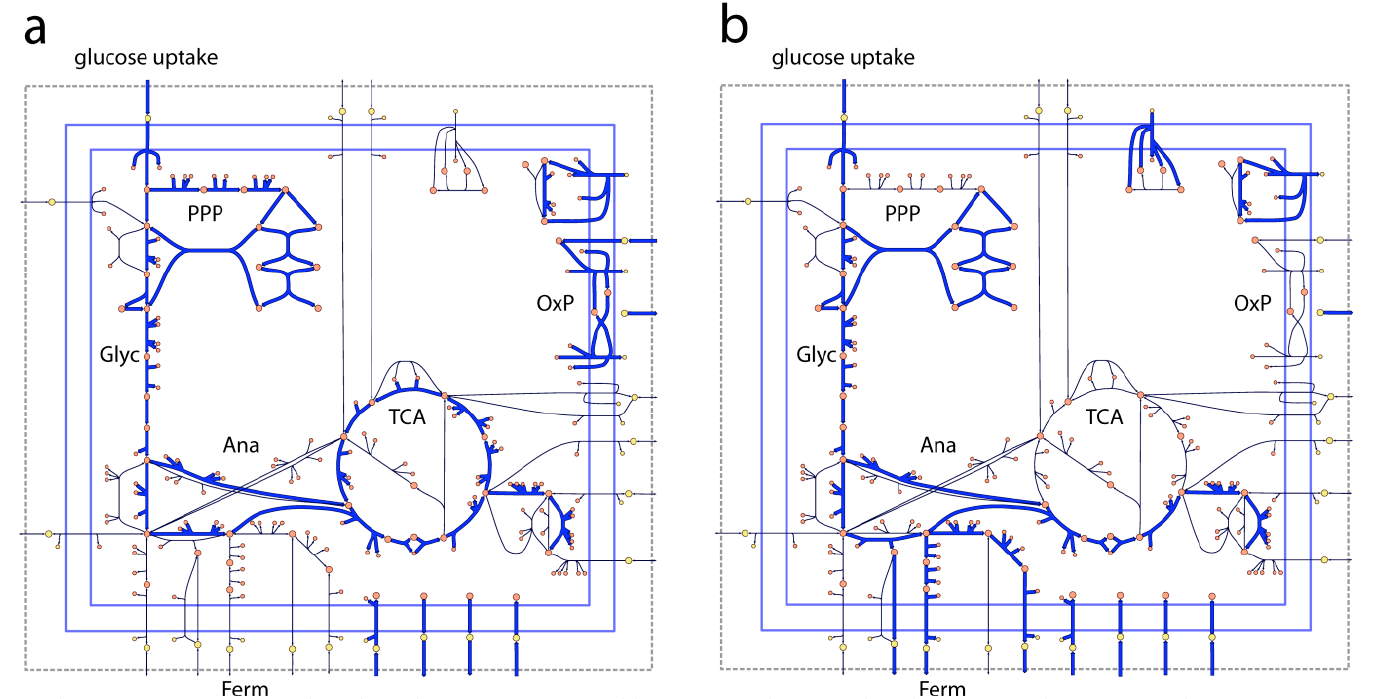 a
glucose uptake
PPP
OxP
Glyc
TCA
Ana
Ferm
b
glucose uptake
PPP
OxP
Glyc
TCA
Ana
Ferm